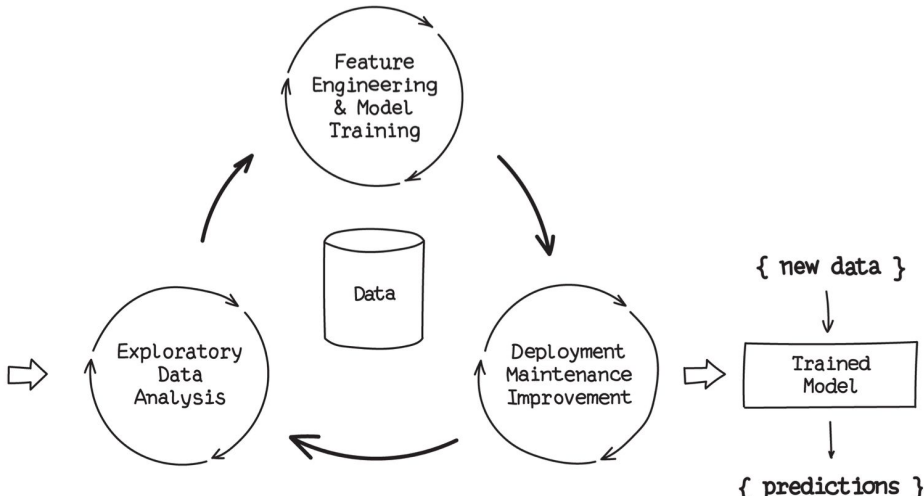 Feature
Engineering
& Model
Training
Data
Exploratory
Data
Analysis
Deployment
Maintenance
Improvement
{ new data }
Trained
Model
{ predictions }